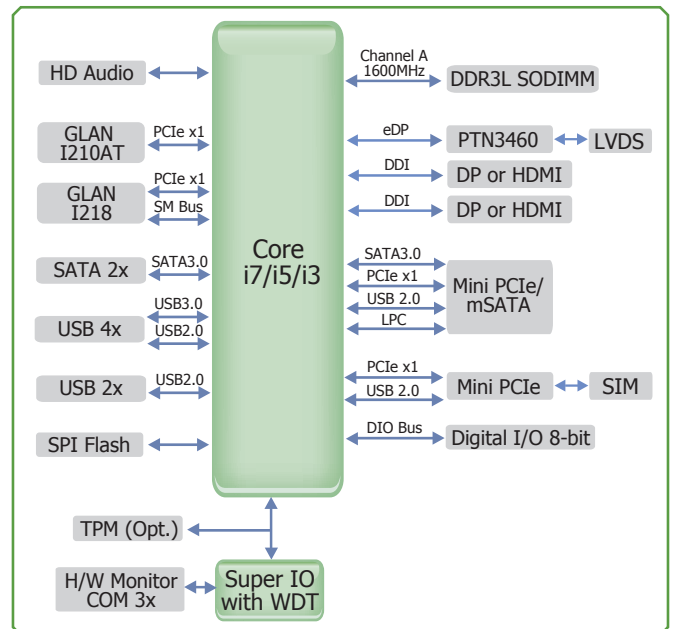 HD Audio
GLAN
I210AT
PCIe x1
GLAN
I218
PCIe x1
SM Bus
SATA 2x
SATA3.0
USB 4x
USB3.0
USB2.0
USB 2x
USB2.0
SPI Flash
TPM (Opt.)
H/W Monitor
COM 3x
Super IO
with WDT
Core
i7/i5/i3
Channel A
1600MHz
DDR3L SODIMM
eDP
PTN3460
LVDS
DDI
DP or HDMI
DDI
DP or HDMI
SATA3.0
PCIe x1
USB 2.0
LPC
Mini PCIe/
mSATA
PCIe x1
USB 2.0
Mini PCIe
SIM
DIO Bus
Digital I/O 8-bit